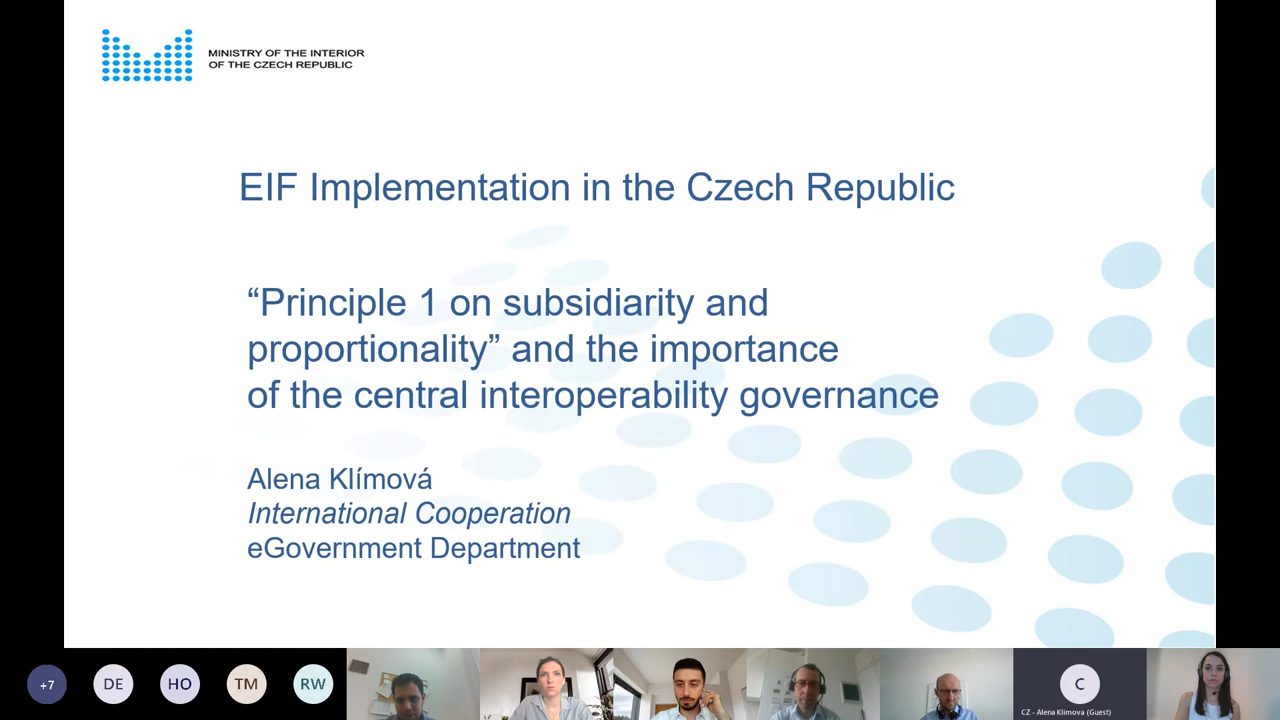 MINISTRY OF THE INTERIOR
OF THE CZECH REPUBLIC
EIF Implementation in the Czech Republic
“Principle 1 on subsidiarity and
proportionality” and the importance
of the central interoperability governance
Alena Klímová
International Cooperation
eGovernment Department
+7
DE
HO
TM
RW
C
CZ - Alena Klimova (Guest)